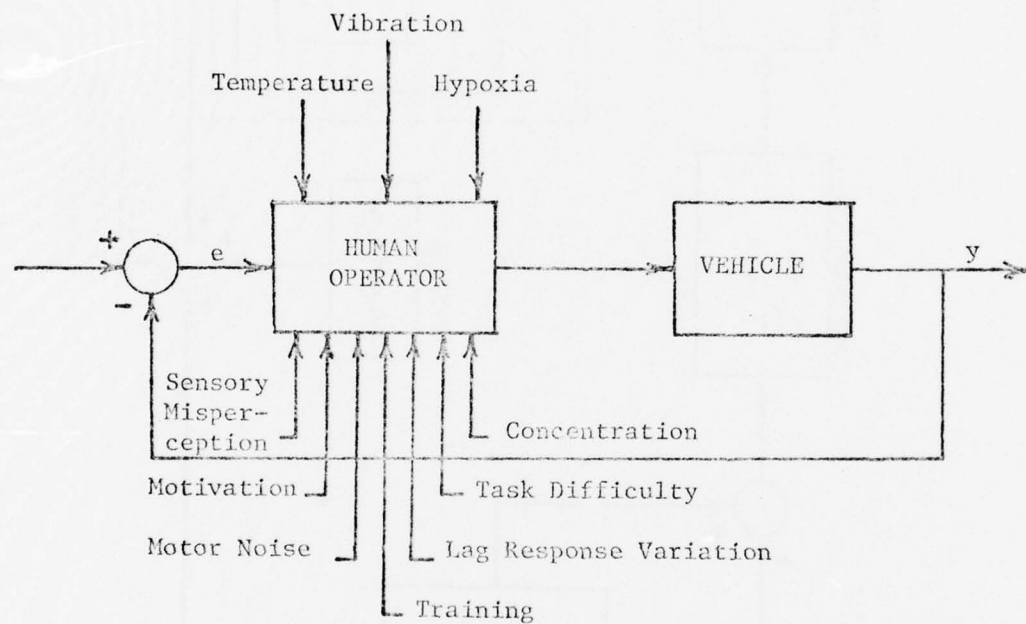 Vibration
Temperature
Hypoxia
+
e
HUMAN
OPERATOR
VEHICLE
y
-
Sensory
Misper-
ception
Concentration
Motivation
Task Difficulty
Motor Noise
Lag Response Variation
Training